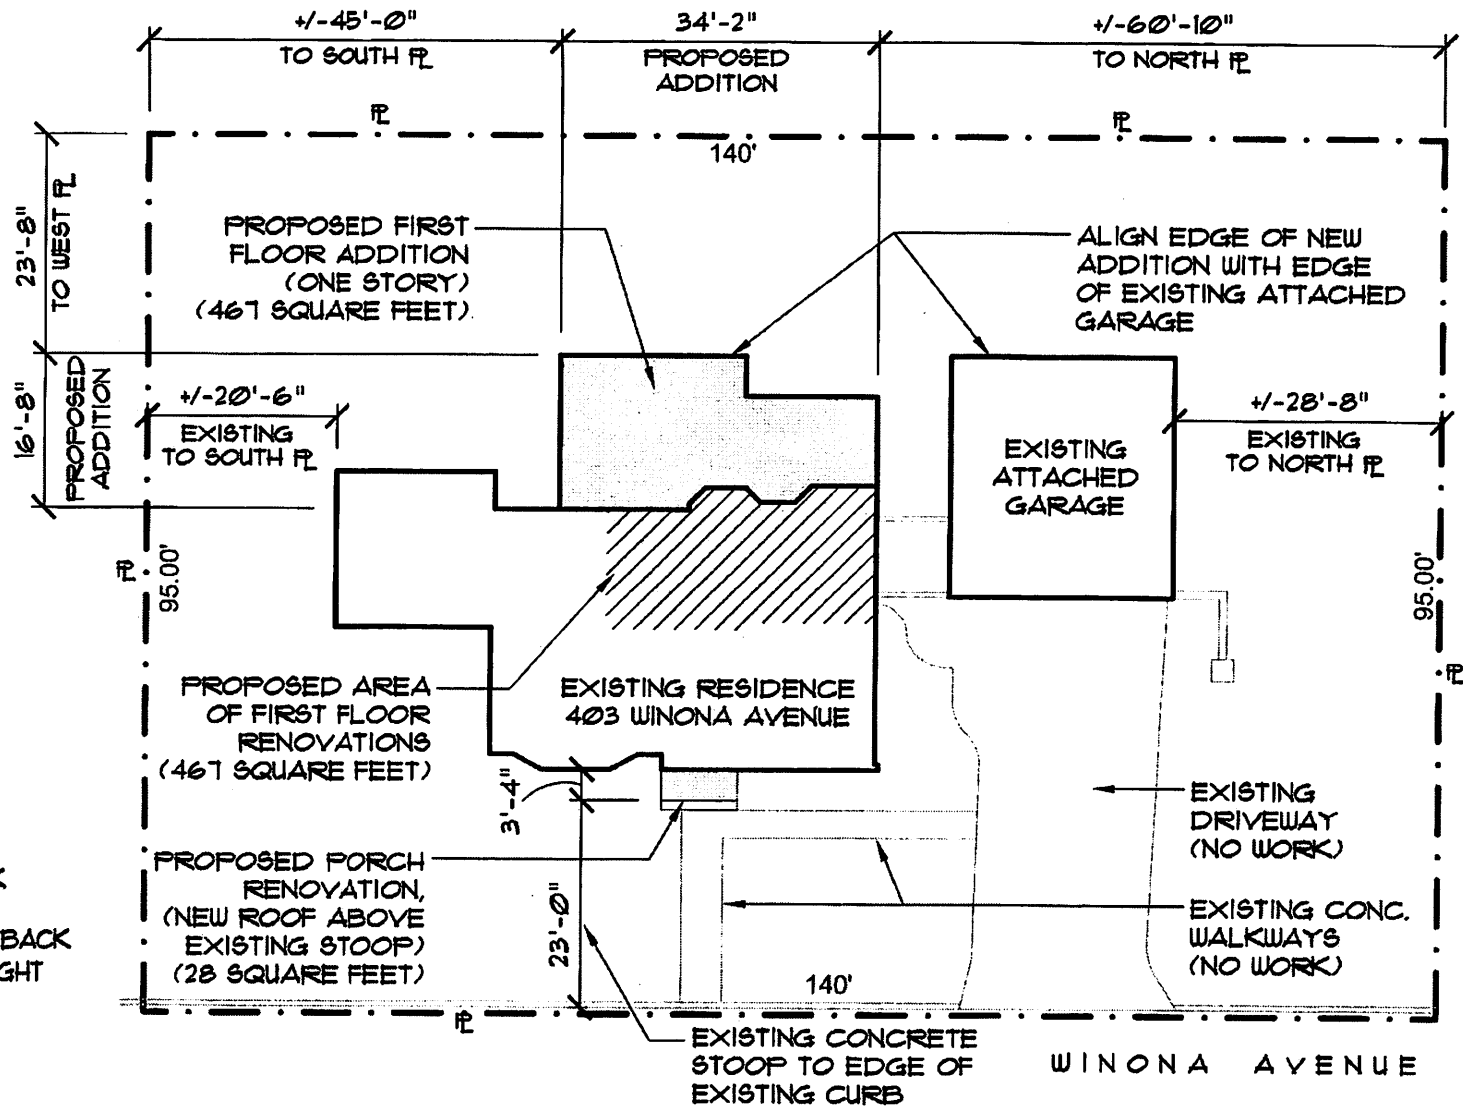 +/-45'-0"
TO SOUTH PL
34'-2"
PROPOSED
ADDITION
+/-60'-10"
TO NORTH PL
PL
PL
140'
23'-8"
TO WEST PL
16'-8"
PROPOSED
ADDITION
PROPOSED FIRST
FLOOR ADDITION
(ONE STORY)
(467 SQUARE FEET)
ALIGN EDGE OF NEW
ADDITION WITH EDGE
OF EXISTING ATTACHED
GARAGE
+/-20'-6"
EXISTING
TO SOUTH PL
EXISTING
ATTACHED
GARAGE
+/-28'-8"
EXISTING
TO NORTH PL
PL
95.00'
95.00'
PL
PROPOSED AREA
OF FIRST FLOOR
RENOVATIONS
(467 SQUARE FEET)
EXISTING RESIDENCE
403 WINONA AVENUE
3'-4"
EXISTING
DRIVEWAY
(NO WORK)
PROPOSED PORCH
RENOVATION,
(NEW ROOF ABOVE
EXISTING STOOP)
(28 SQUARE FEET)
23'-0"
EXISTING CONC.
WALKWAYS
(NO WORK)
BACK
GHT
140'
PL
EXISTING CONCRETE
STOOP TO EDGE OF
EXISTING CURB
WINONA AVENUE